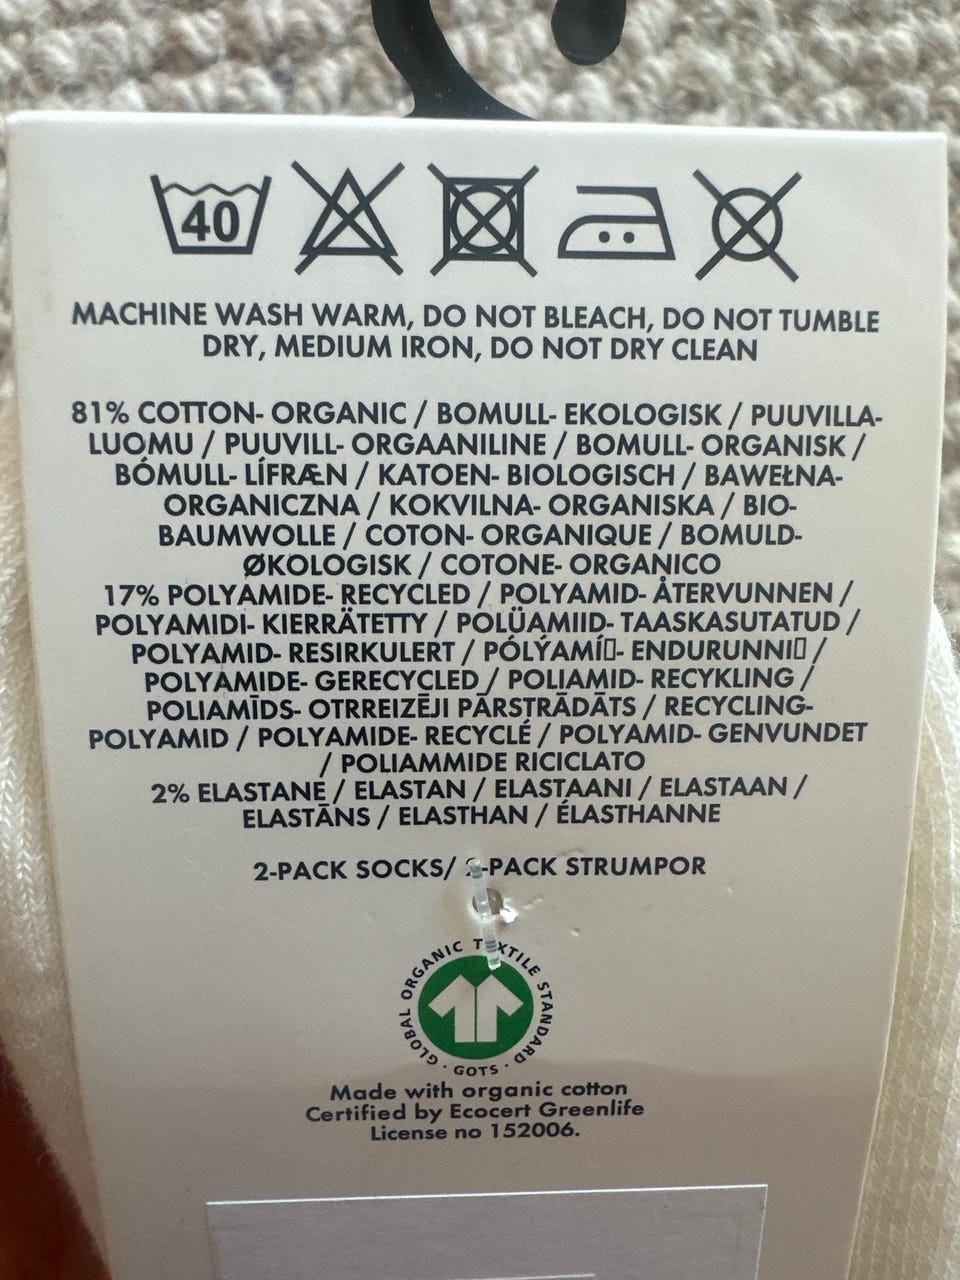 40
MACHINE WASH WARM, DO NOT BLEACH, DO NOT TUMBLE
DRY, MEDIUM IRON, DO NOT DRY CLEAN
81% COTTON- ORGANIC / BOMULL- EKOLOGISK / PUUVILLA-
LUOMU / PUUVILL- ORGAANILINE / BOMULL- ORGANISK /
BÓMULL- LÍFRÆN / KATOEN- BIOLOGISCH / BAWEŁNA-
ORGANICZNA / KOKVILNA- ORGANISKA / BIO-
BAUMWOLLE / COTON- ORGANIQUE / BOMULD-
ØKOLOGISK / COTONE- ORGANICO
17% POLYAMIDE- RECYCLED / POLYAMID- ÅTERVUNNEN /
POLYAMIDI- KIERRÄTETTY / POLÜAMIID- TAASKASUTATUD /
POLYAMID- RESIRKULERT / PÓLÝAMÍ▯- ENDURUNNI▯ /
POLYAMIDE- GERECYCLED / POLIAMID- RECYKLING /
POLIAMĪDS- OTRREIZĒJI PĀRSTRĀDĀTS / RECYCLING-
POLYAMID / POLYAMIDE- RECYCLÉ / POLYAMID- GENVUNDET
/ POLIAMMIDE RICICLATO
2% ELASTANE / ELASTAN / ELASTAANI / ELASTAAN /
ELASTĀNS / ELASTHAN / ÉLASTHANNE
2-PACK SOCKS/ 2-PACK STRUMPOR
GLOBAL ORGANIC TEXTILE STANDARD · GOTS ·
Made with organic cotton
Certified by Ecocert Greenlife
License no 152006.